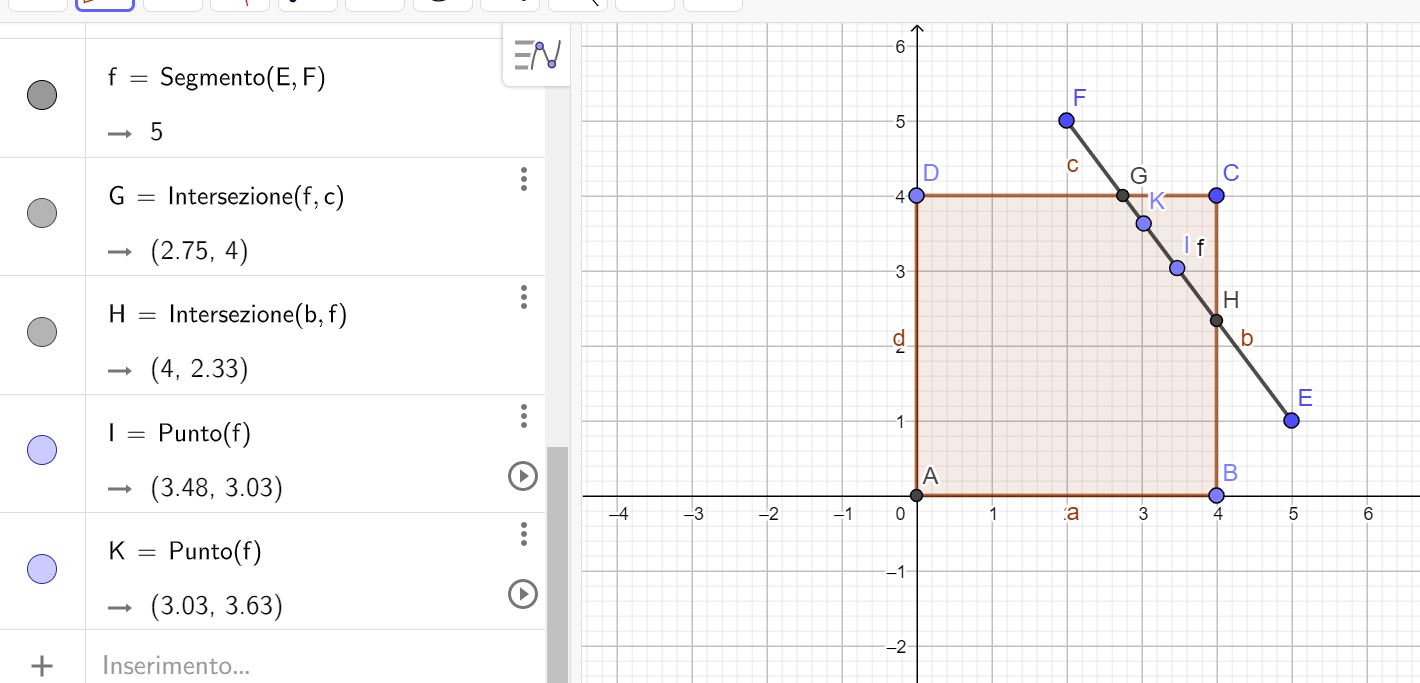 f = Segmento(E, F)
→ 5
G = Intersezione(f, c)
→ (2.75, 4)
H = Intersezione(b, f)
→ (4, 2.33)
I = Punto(f)
→ (3.48, 3.03)
K = Punto(f)
→ (3.03, 3.63)
+ Inserimento...
6
F
5
c
D
G
C
4
K
I
f
3
H
d
2
b
E
1
A
B
–4
–3
–2
–1
0
1
a
3
4
5
6
–1
–2